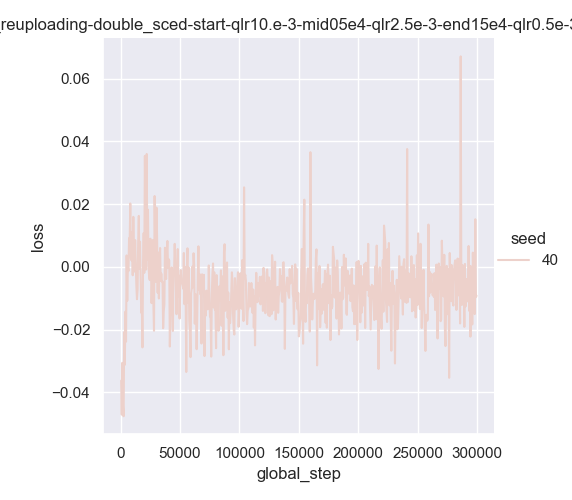 _reuploading-double_sced-start-qlr10.e-3-mid05e4-qlr2.5e-3-end15e4-qlr0.5e-3
0.06
0.04
0.02
0.00
−0.02
−0.04
loss
0 50000 100000 150000 200000 250000 300000
global_step
seed
40